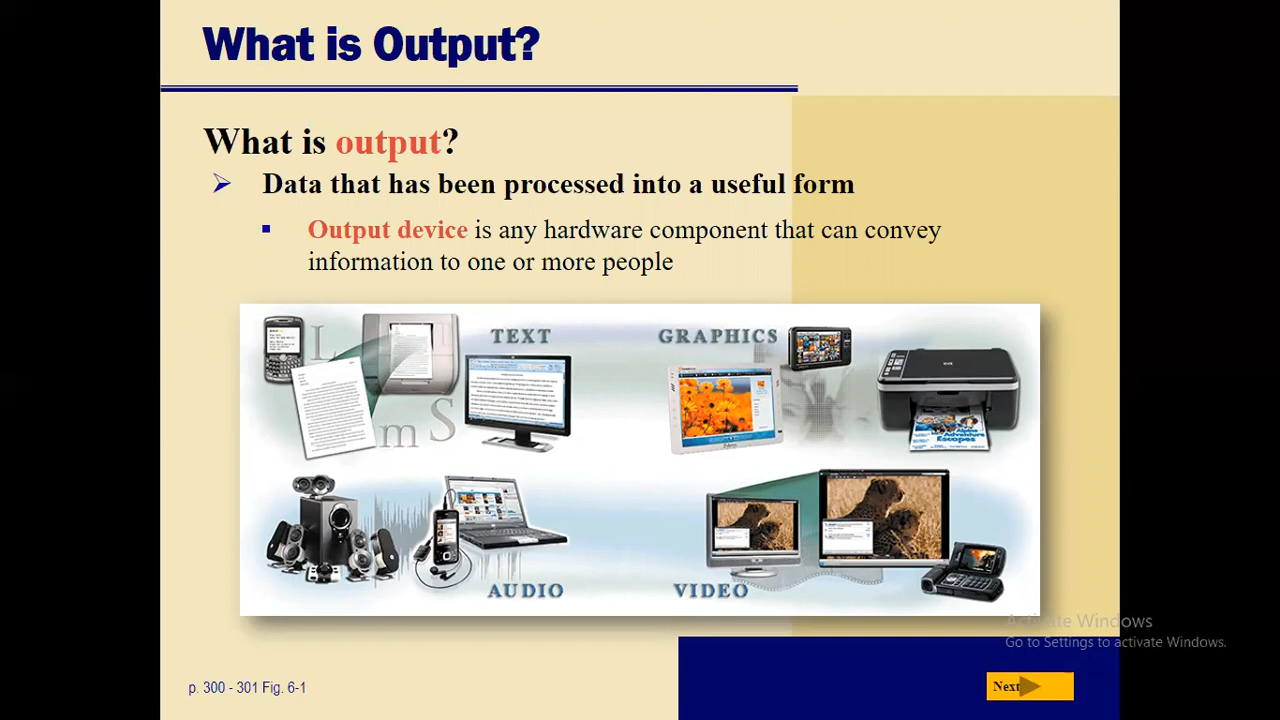 What is Output?
What is output?
Data that has been processed into a useful form
Output device is any hardware component that can convey
information to one or more people
L
TEXT
GRAPHICS
m S
Adventure
Escapes
AUDIO
VIDEO
Activate Windows
Go to Settings to activate Windows.
p. 300 - 301 Fig. 6-1
Next